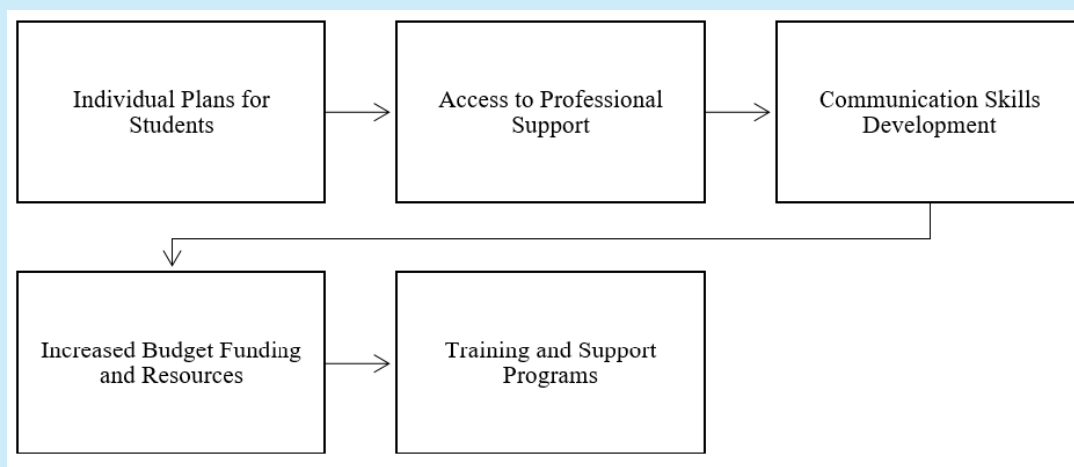 Individual Plans for
Students
Access to Professional
Support
Communication Skills
Development
Increased Budget Funding
and Resources
Training and Support
Programs